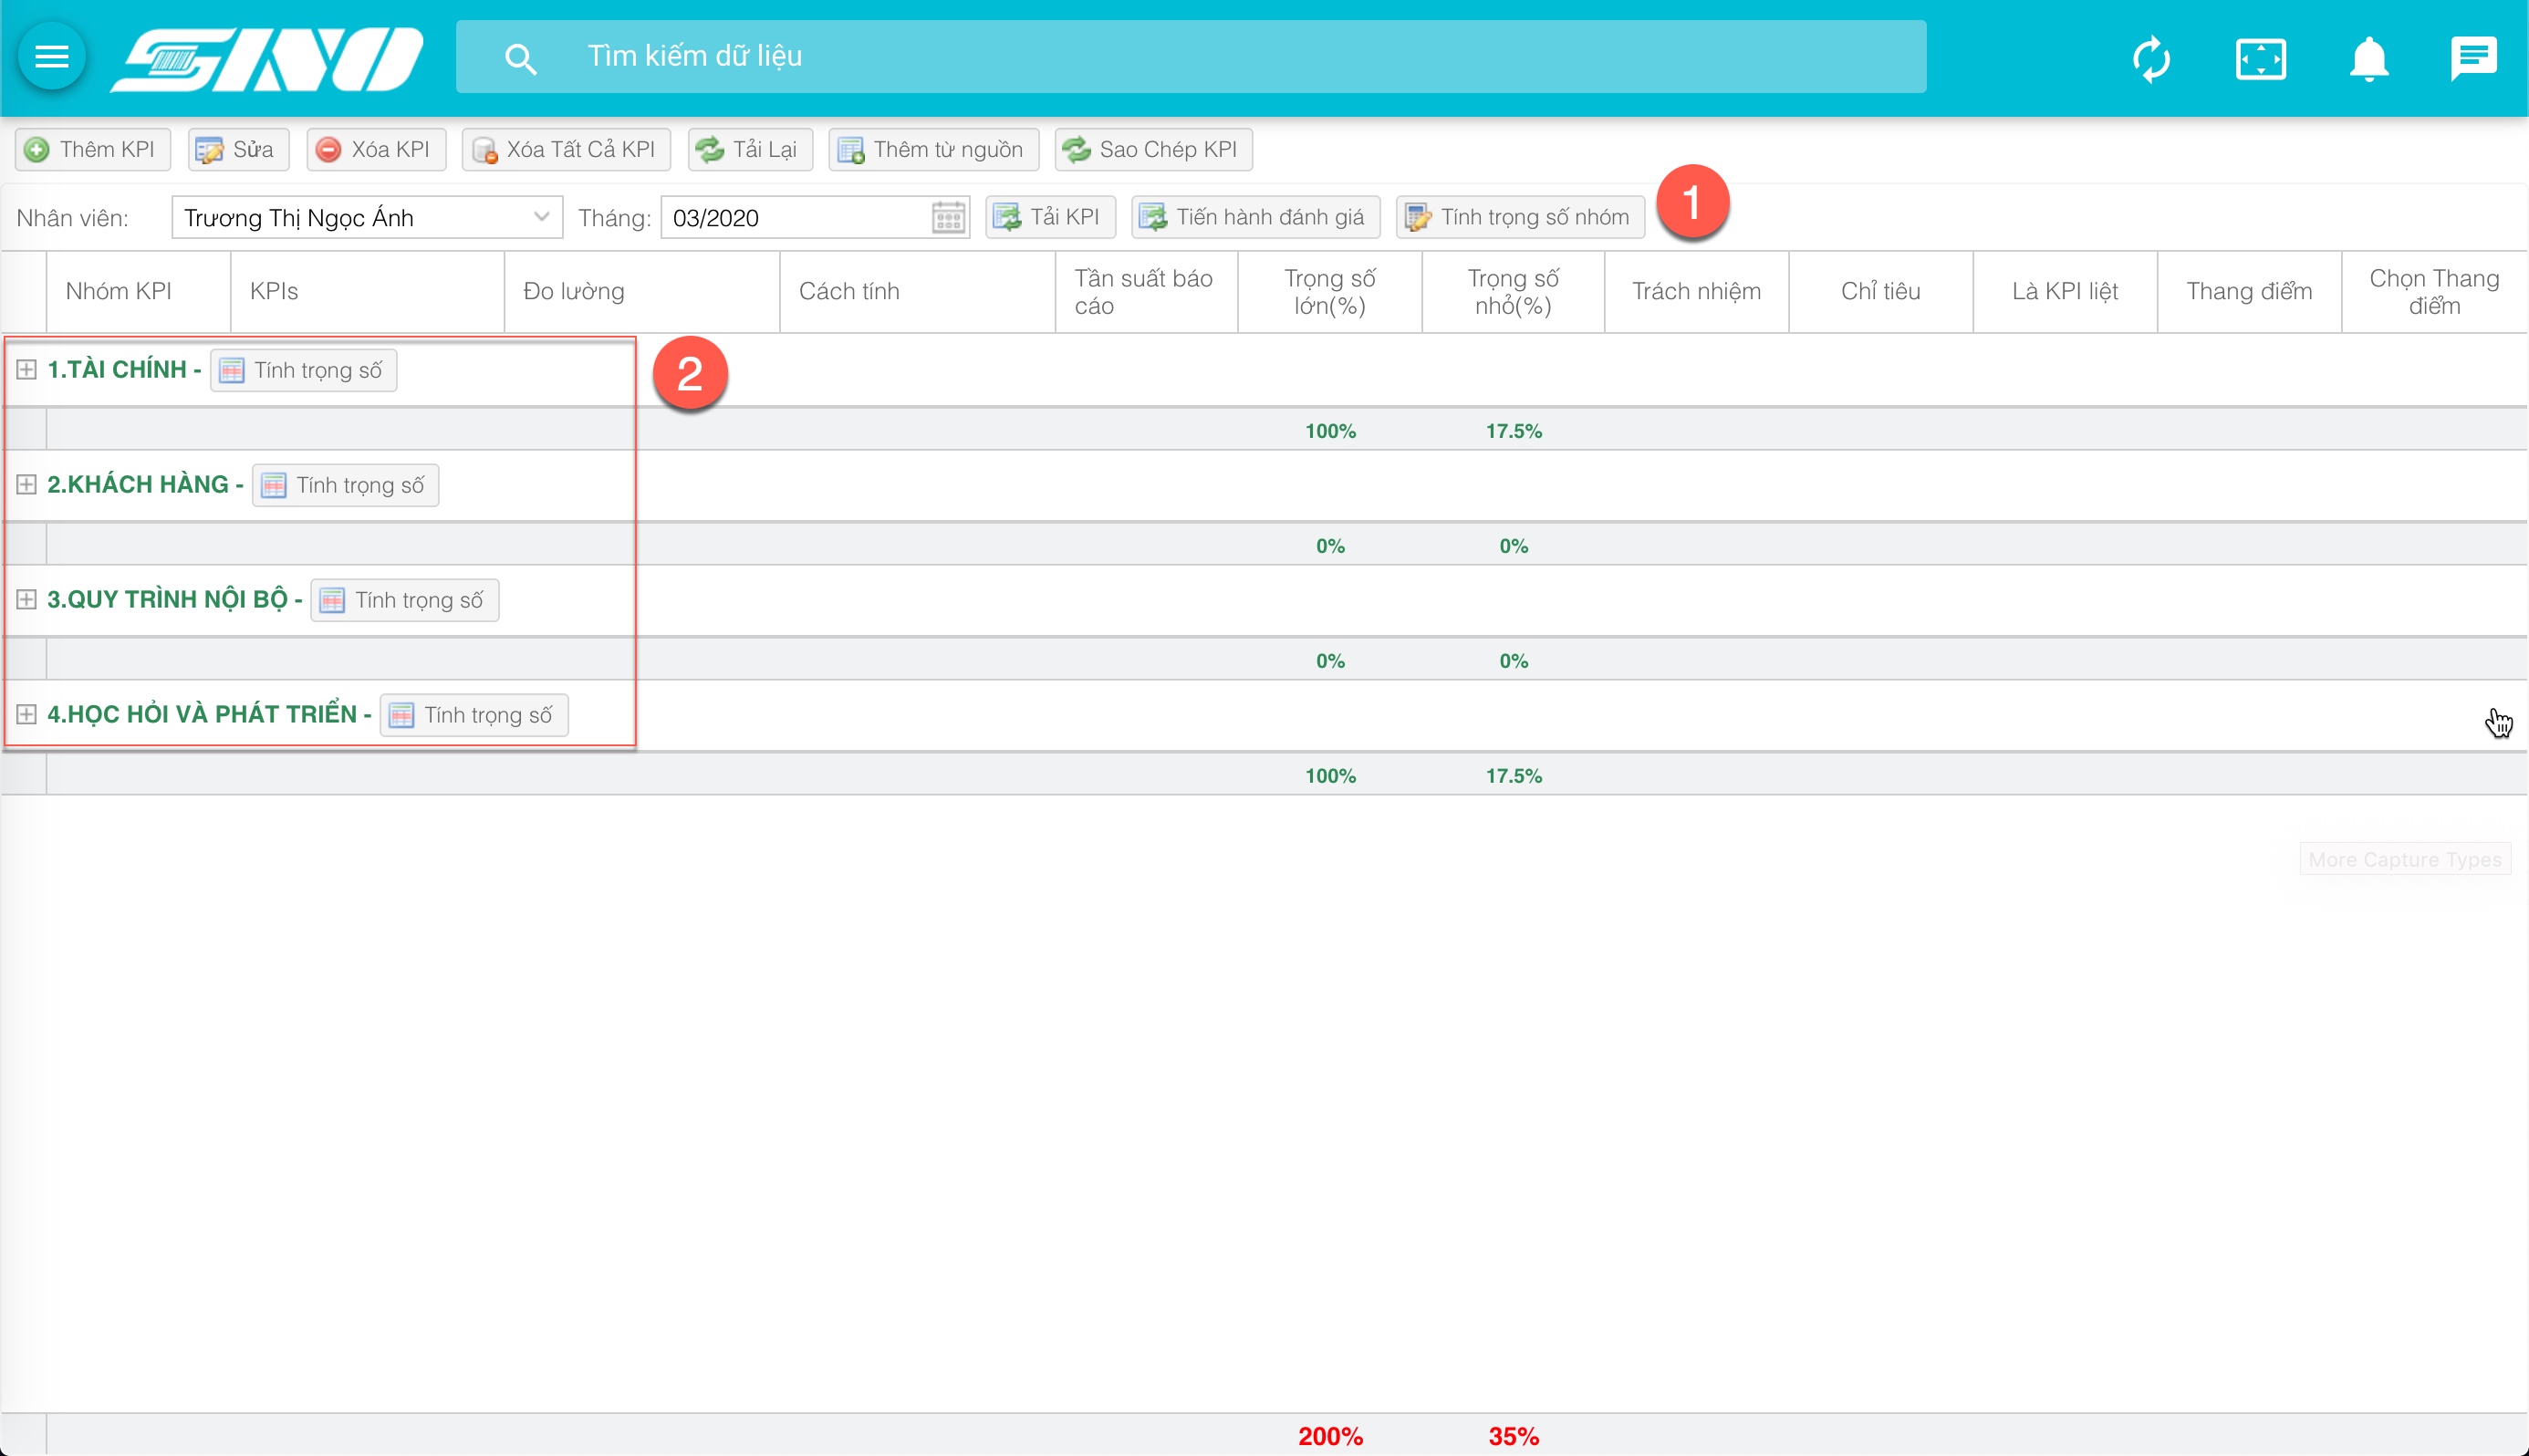 SINO
Tìm kiếm dữ liệu
Thêm KPI Sửa Xóa KPI Xóa Tất Cả KPI Tải Lại Thêm từ nguồn Sao Chép KPI
Nhân viên: Trương Thị Ngọc Ánh Tháng: 03/2020 Tải KPI Tiến hành đánh giá Tính trọng số nhóm 1
Nhóm KPI KPIs Đo lường Cách tính Tần suất báo cáo Trọng số lớn(%) Trọng số nhỏ(%) Trách nhiệm Chỉ tiêu Là KPI liệt Thang điểm Chọn Thang điểm
1.TÀI CHÍNH - Tính trọng số 2
100% 17.5%
2.KHÁCH HÀNG - Tính trọng số
0% 0%
3.QUY TRÌNH NỘI BỘ - Tính trọng số
0% 0%
4.HỌC HỎI VÀ PHÁT TRIỂN - Tính trọng số
100% 17.5%
More Capture Types
200% 35%